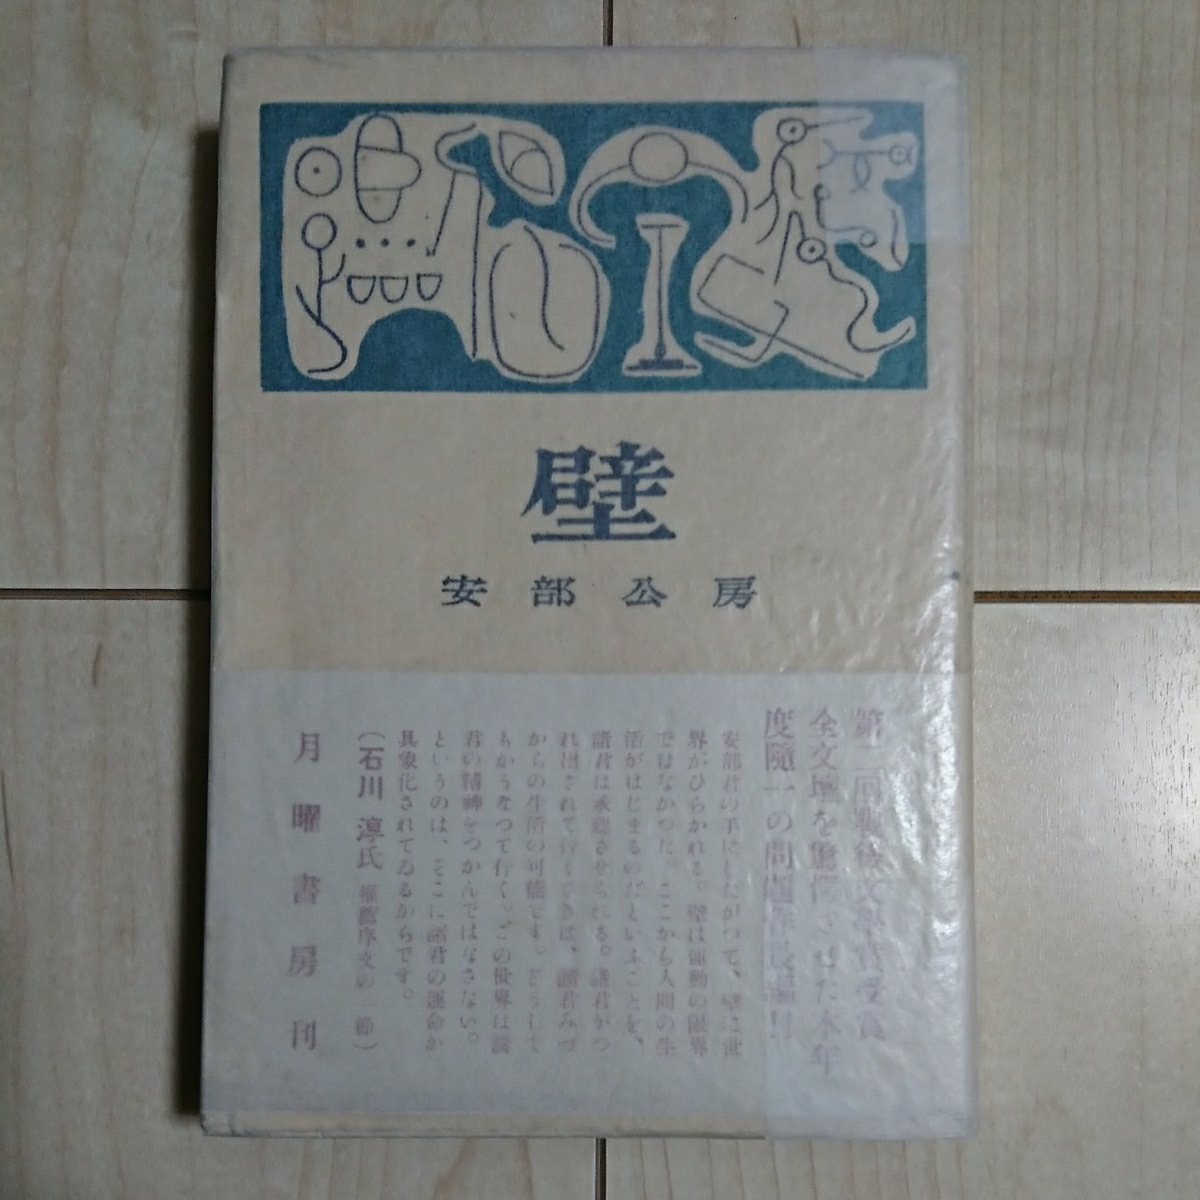 壁
安部公房
第二回戦後文學賞受賞
全文壇を驚愕させた本年
度隨一の問題作長編!!
安部君の手にしたがつて、壁に世
界がひらかれる。壁は運動の限界
ではなかつた。ここから人間の生
活がはじまるのだといふことを、
諸君は承認させられる。諸君がつ
れ出されて行くさきは、諸君みづ
からの生活の可能です。どうして
もかうなつて行く。この世界は諸
君の精神をつかんではなさない。
というのは、そこに諸君の運命が
具象化されてゐるからです。
(石川 淳氏 推薦序文の一節)
月曜書房刊